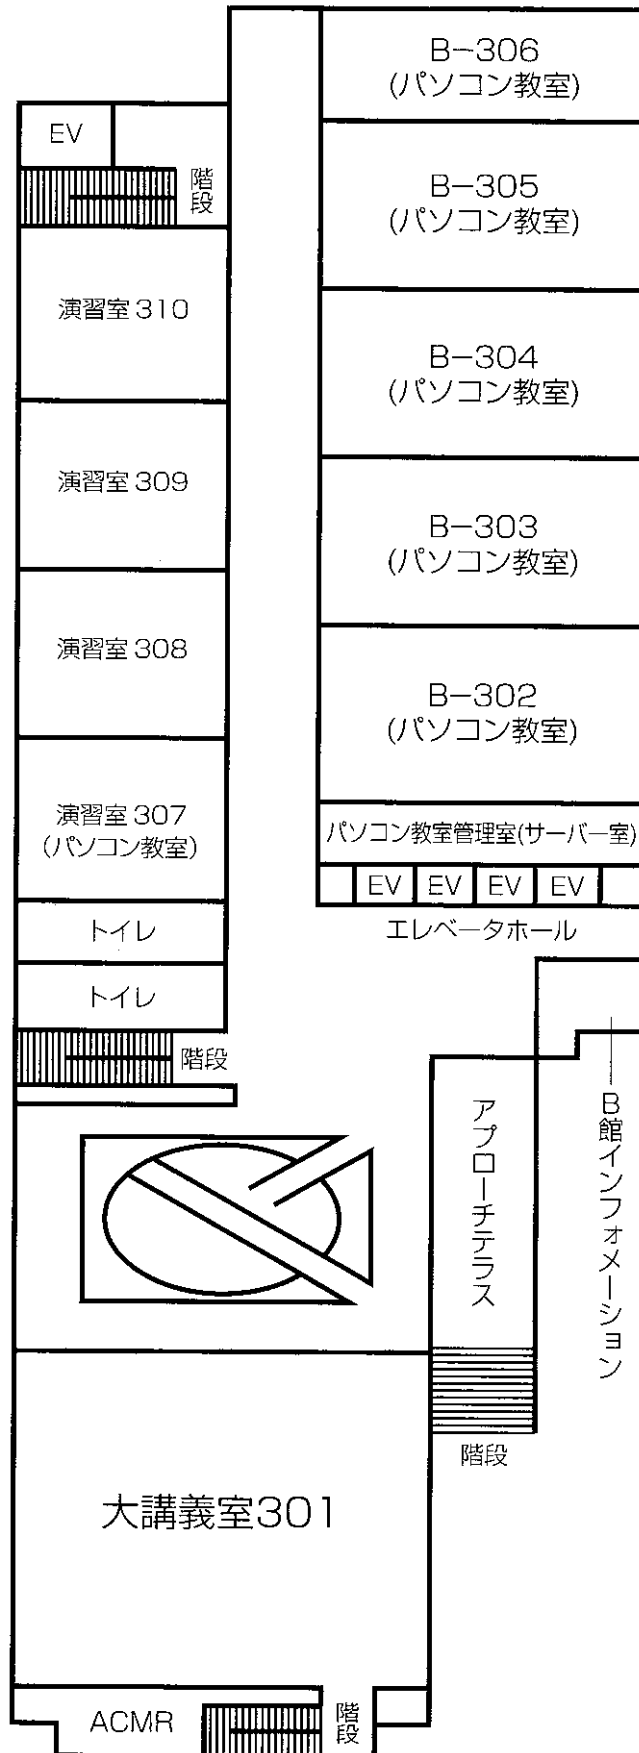 B-306
(パソコン教室)
EV
階段
B-305
(パソコン教室)
演習室 310
B-304
(パソコン教室)
演習室 309
B-303
(パソコン教室)
演習室 308
B-302
(パソコン教室)
演習室 307
(パソコン教室)
パソコン教室管理室(サーバー室)
EV
EV
EV
EV
トイレ
エレベータホール
トイレ
階段
アプローチテラス
B館インフォメーション
階段
大講義室301
ACMR
階段